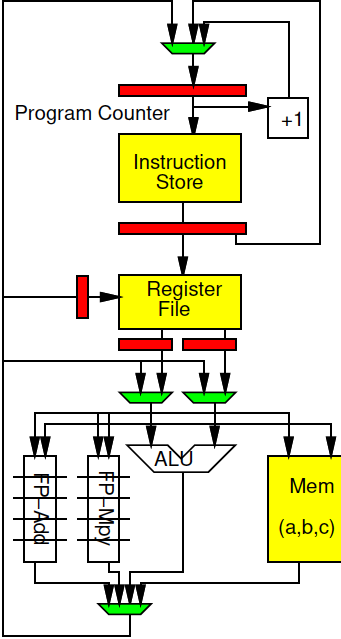 Program Counter
+1
Instruction
Store
Register
File
FP-Add
FP-Mpy
ALU
Mem
(a,b,c)